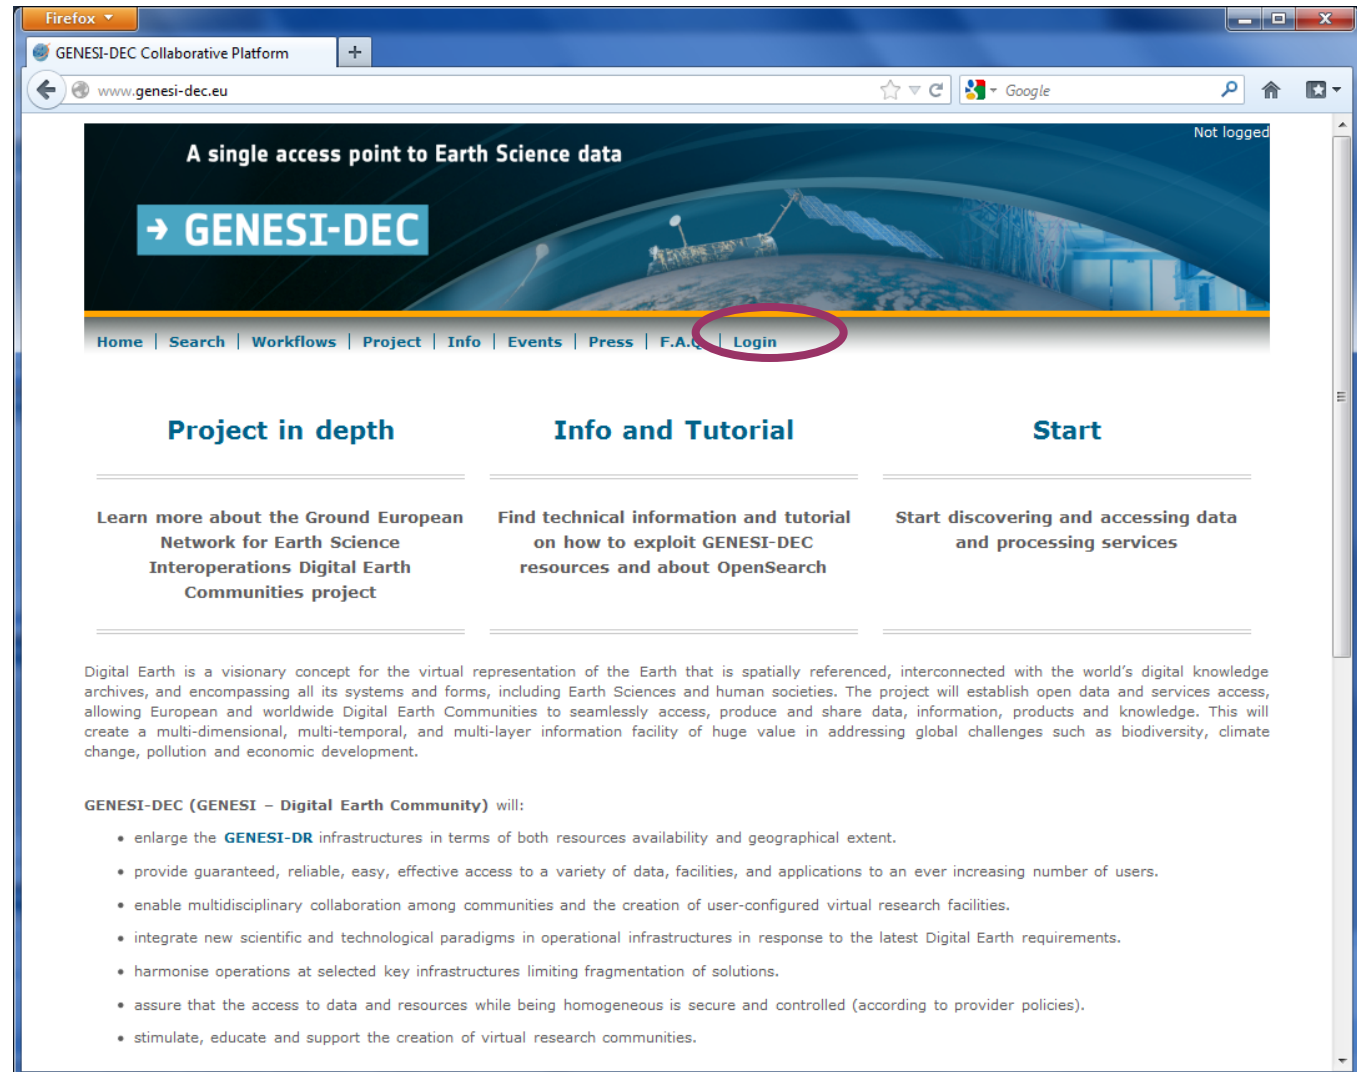 Firefox
GENESI-DEC Collaborative Platform
www.genesi-dec.eu
Google
Not logged
A single access point to Earth Science data
GENESI-DEC
Home | Search | Workflows | Project | Info | Events | Press | F.A.Q | Login
Project in depth
Learn more about the Ground European
Network for Earth Science
Interoperations Digital Earth
Communities project
Info and Tutorial
Find technical information and tutorial
on how to exploit GENESI-DEC
resources and about OpenSearch
Start
Start discovering and accessing data
and processing services
Digital Earth is a visionary concept for the virtual representation of the Earth that is spatially referenced, interconnected with the world's digital knowledge
archives, and encompassing all its systems and forms, including Earth Sciences and human societies. The project will establish open data and services access,
allowing European and worldwide Digital Earth Communities to seamlessly access, produce and share data, information, products and knowledge. This will
create a multi-dimensional, multi-temporal, and multi-layer information facility of huge value in addressing global challenges such as biodiversity, climate
change, pollution and economic development.
GENESI-DEC (GENESI – Digital Earth Community) will:
• enlarge the GENESI-DR infrastructures in terms of both resources availability and geographical extent.
• provide guaranteed, reliable, easy, effective access to a variety of data, facilities, and applications to an ever increasing number of users.
• enable multidisciplinary collaboration among communities and the creation of user-configured virtual research facilities.
• integrate new scientific and technological paradigms in operational infrastructures in response to the latest Digital Earth requirements.
• harmonise operations at selected key infrastructures limiting fragmentation of solutions.
• assure that the access to data and resources while being homogeneous is secure and controlled (according to provider policies).
• stimulate, educate and support the creation of virtual research communities.